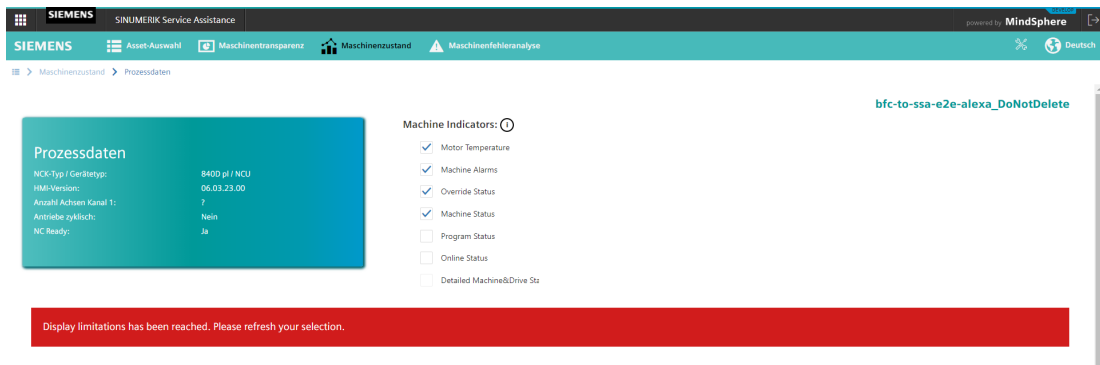 SIEMENS
SINUMERIK Service Assistance
powered by MindSphere
SIEMENS
Asset-Auswahl
Maschinentransparenz
Maschinenzustand
Maschinenfehleranalyse
Deutsch
Maschinenzustand
Prozessdaten
bfc-to-ssa-e2e-alexa_DoNotDelete
Prozessdaten
NCK-Typ / Gerätetyp: 840D pl / NCU
HMI-Version: 06.03.23.00
Anzahl Achsen Kanal 1: ?
Antriebe zyklisch: Nein
NC Ready: Ja
Machine Indicators:
Motor Temperature
Machine Alarms
Override Status
Machine Status
Program Status
Online Status
Detailed Machine&Drive Sta
Display limitations has been reached. Please refresh your selection.